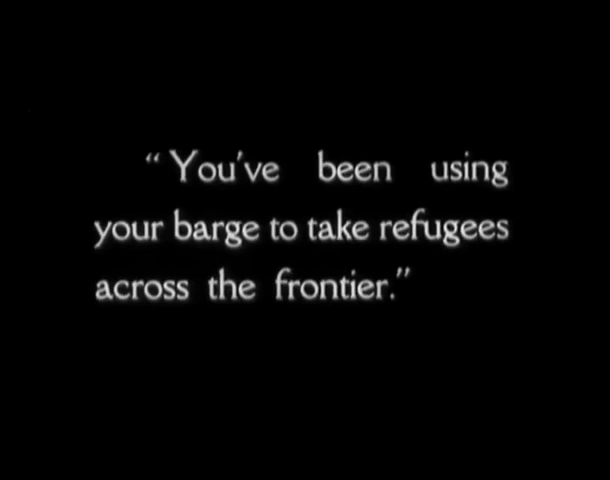 “You've been using
your barge to take refugees
across the frontier.”